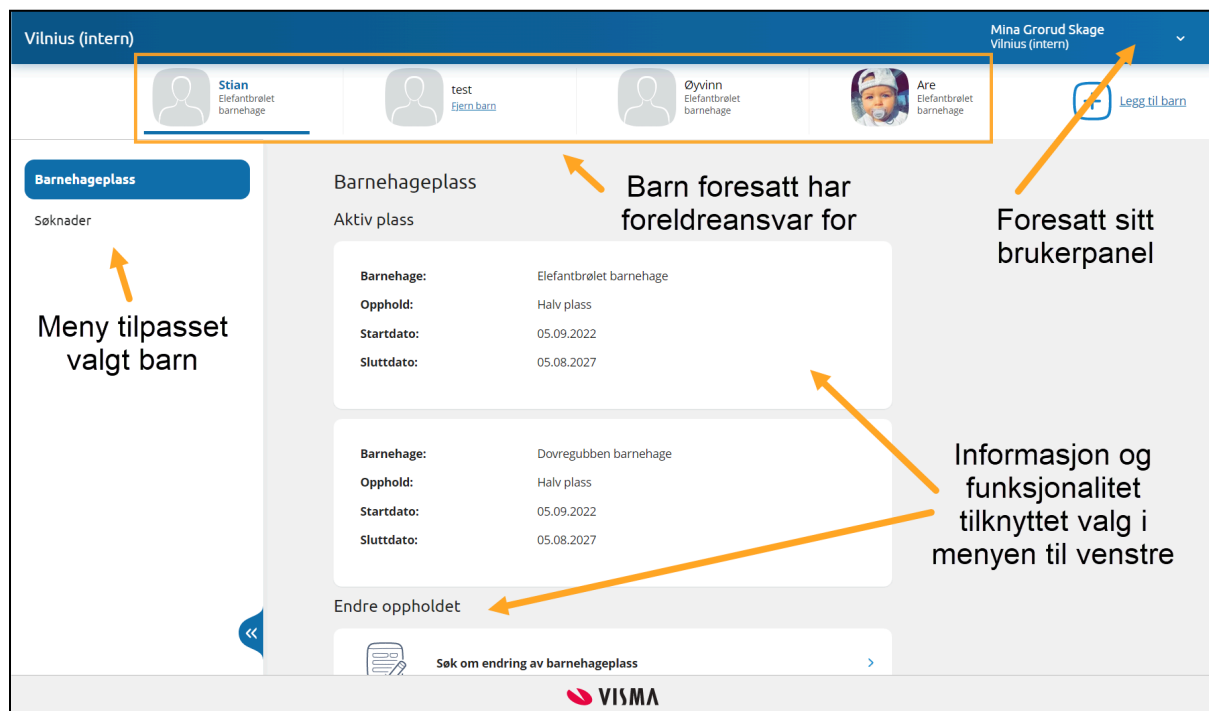 Vilnius (intern)
Mina Grorud Skage
Vilnius (intern)
Stian
Elefantbrølet
barnehage
test
Fjern barn
Øyvinn
Elefantbrølet
barnehage
Are
Elefantbrølet
barnehage
Legg til barn
Barnehageplass
Søknader
Meny tilpasset
valgt barn
Barnehageplass
Aktiv plass
Barn foresatt har
foreldreansvar for
Foresatt sitt
brukerpanel
Barnehage: Elefantbrølet barnehage
Opphold: Halv plass
Startdato: 05.09.2022
Sluttdato: 05.08.2027
Barnehage: Dovregubben barnehage
Opphold: Halv plass
Startdato: 05.09.2022
Sluttdato: 05.08.2027
Informasjon og
funksjonalitet
tilknyttet valg i
menyen til venstre
Endre oppholdet
Søk om endring av barnehageplass
VISMA